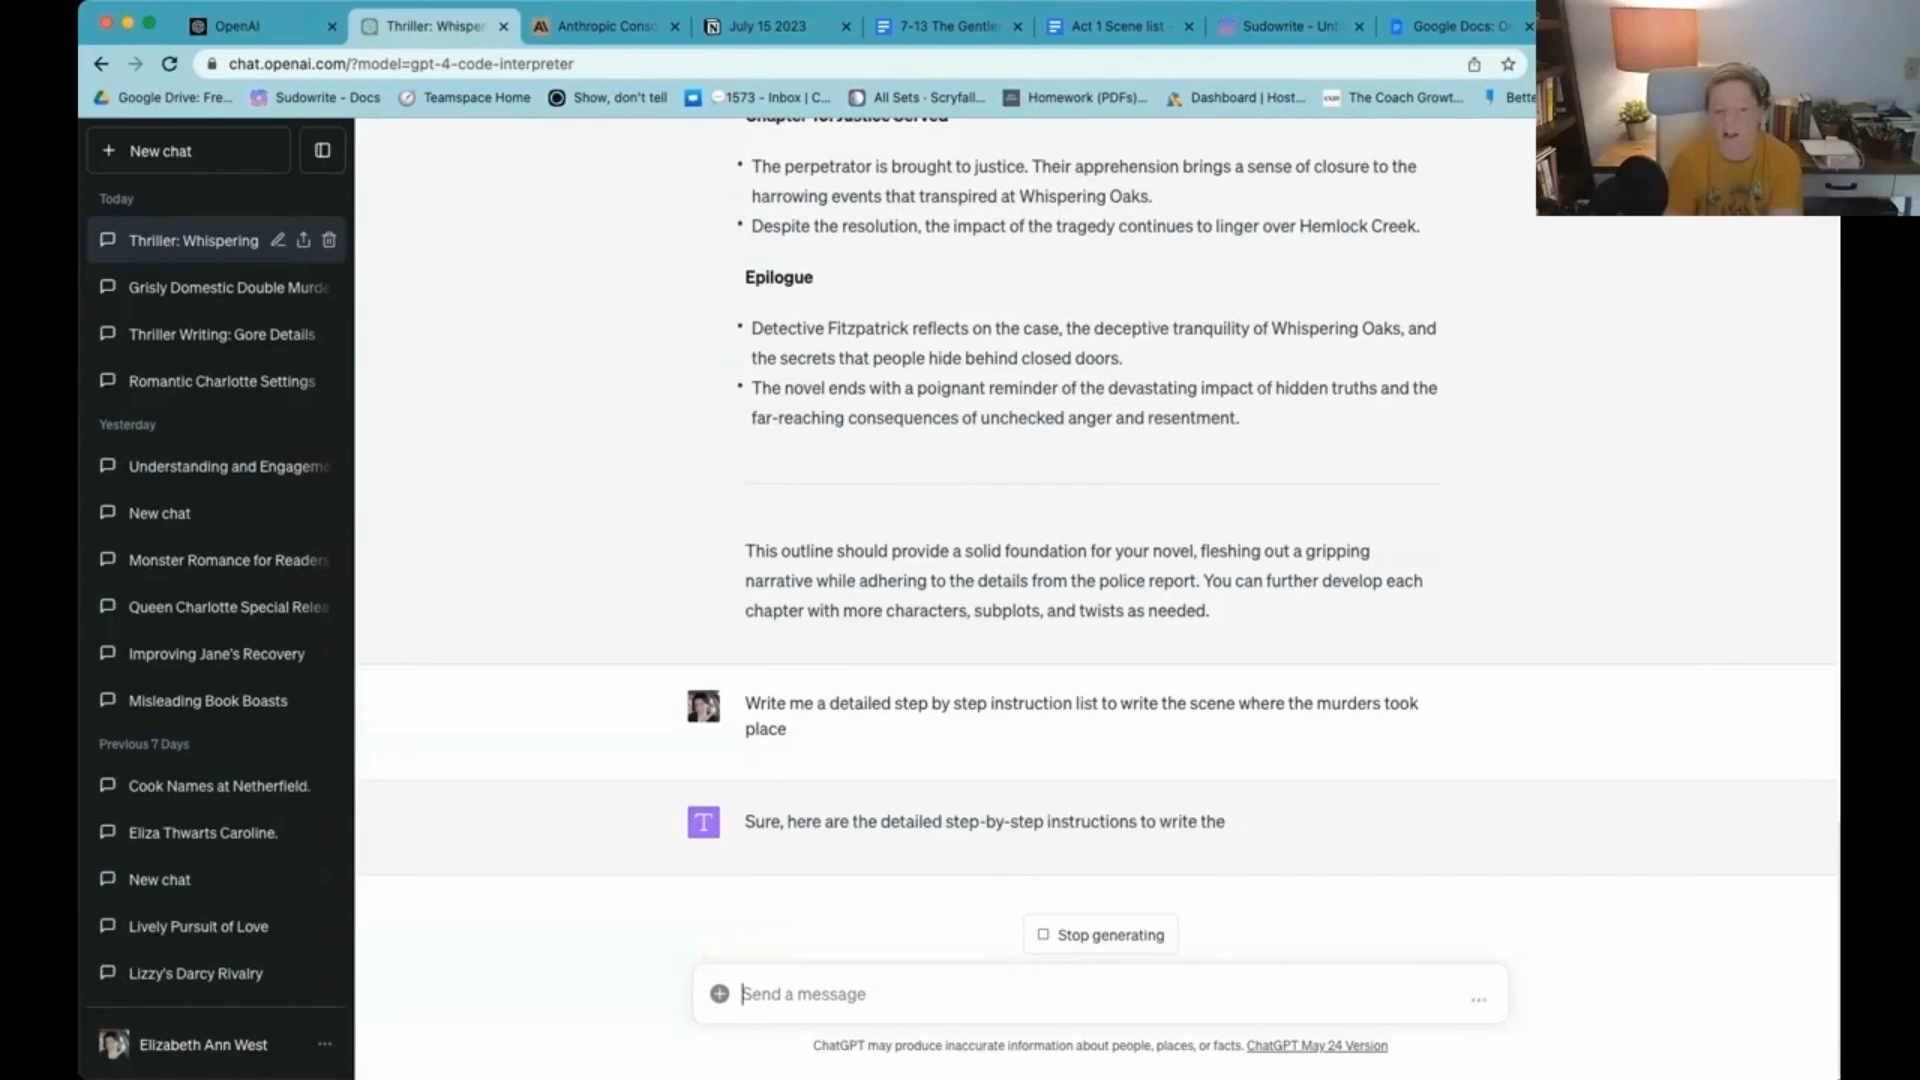 OpenAI
Thriller: Whisper
Anthropic Conso
July 15 2023
7-13 The Gentle
Act 1 Scene list -
Sudowrite - Unti
Google Docs: On
chat.openai.com/?model=gpt-4-code-interpreter
Google Drive: Fre...
Sudowrite - Docs
Teamspace Home
Show, don't tell
1573 - Inbox | C...
All Sets · Scryfall...
Homework (PDFs)...
Dashboard | Host...
The Coach Growt...
Bette
New chat
Today
Thriller: Whispering
Grisly Domestic Double Murde
Thriller Writing: Gore Details
Romantic Charlotte Settings
Yesterday
Understanding and Engageme
New chat
Monster Romance for Readers
Queen Charlotte Special Relea
Improving Jane's Recovery
Misleading Book Boasts
Previous 7 Days
Cook Names at Netherfield.
Eliza Thwarts Caroline.
New chat
Lively Pursuit of Love
Lizzy's Darcy Rivalry
Elizabeth Ann West
Justice Served
• The perpetrator is brought to justice. Their apprehension brings a sense of closure to the
harrowing events that transpired at Whispering Oaks.
• Despite the resolution, the impact of the tragedy continues to linger over Hemlock Creek.
Epilogue
• Detective Fitzpatrick reflects on the case, the deceptive tranquility of Whispering Oaks, and
the secrets that people hide behind closed doors.
• The novel ends with a poignant reminder of the devastating impact of hidden truths and the
far-reaching consequences of unchecked anger and resentment.
This outline should provide a solid foundation for your novel, fleshing out a gripping
narrative while adhering to the details from the police report. You can further develop each
chapter with more characters, subplots, and twists as needed.
Write me a detailed step by step instruction list to write the scene where the murders took
place
T
Sure, here are the detailed step-by-step instructions to write the
Stop generating
Send a message
ChatGPT may produce inaccurate information about people, places, or facts. ChatGPT May 24 Version